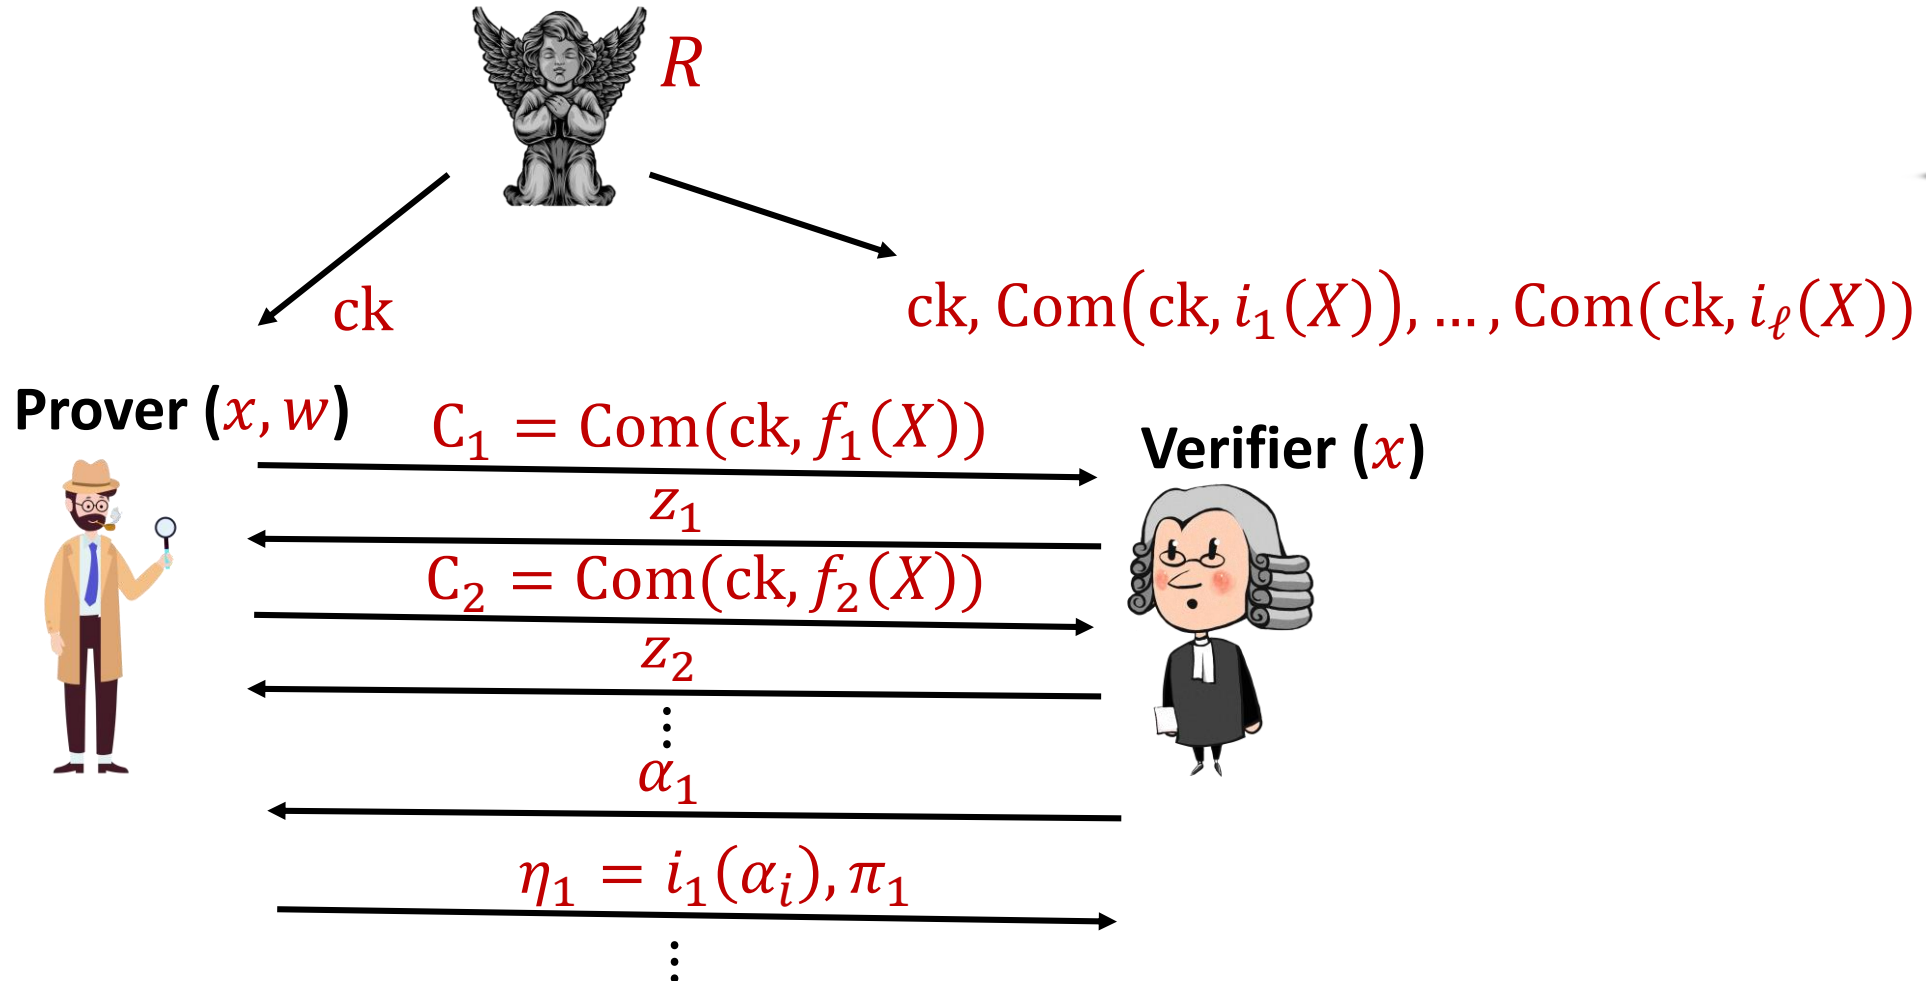 R
ck
ck, Com(ck, i₁(X)), … , Com(ck, i_ℓ(X))
Prover (x, w)
C₁ = Com(ck, f₁(X))
Verifier (x)
z₁
C₂ = Com(ck, f₂(X))
z₂
⋮
α₁
η₁ = i₁(αᵢ), π₁
⋮